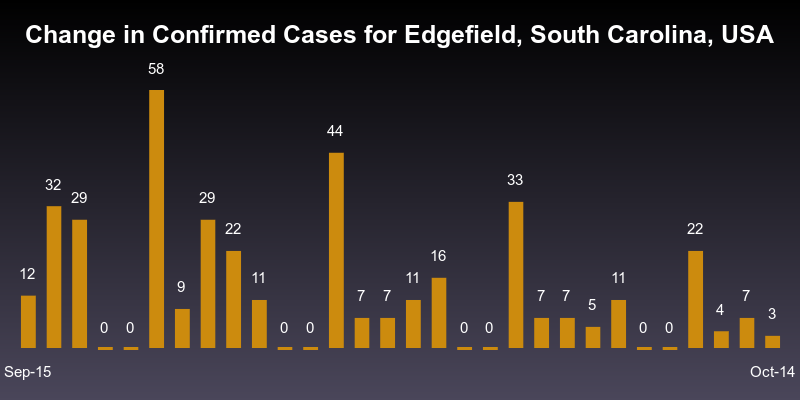 Change in Confirmed Cases for Edgefield, South Carolina, USA
12 32 29 0 0 58 9 29 22 11 0 0 44 7 7 11 16 0 0 33 7 7 5 11 0 0 22 4 7 3
Sep-15 Oct-14